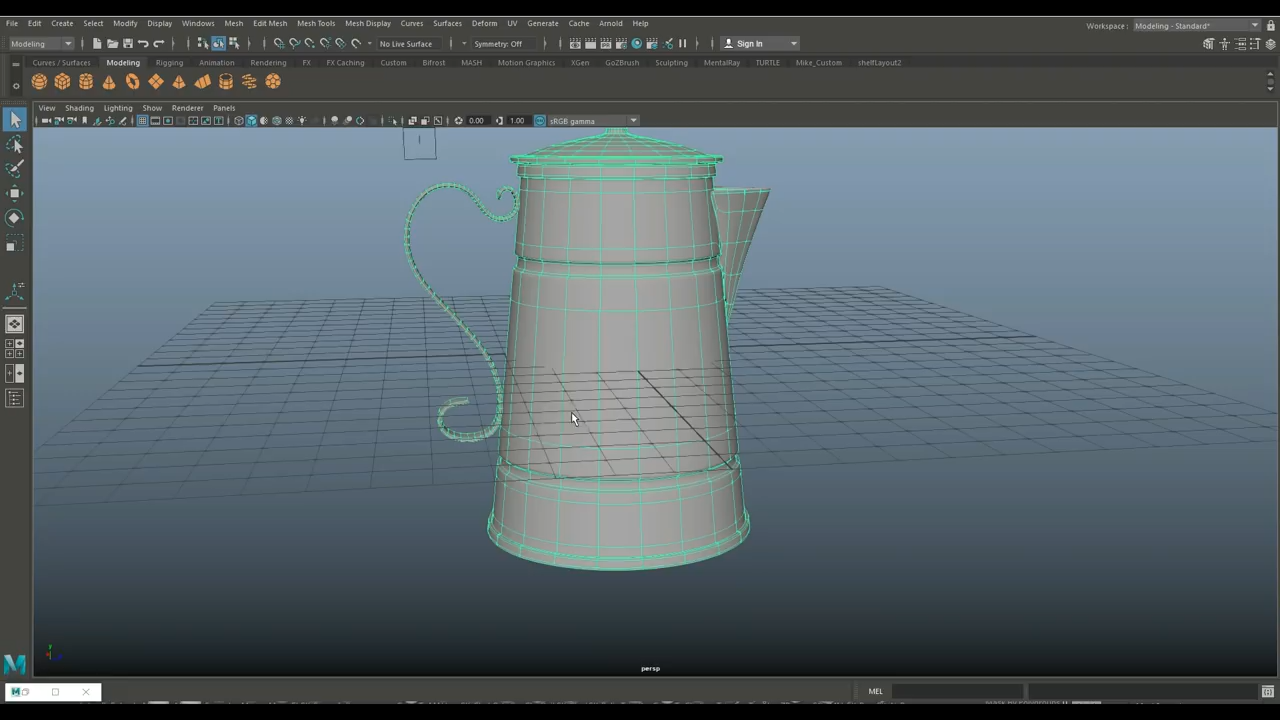 File Edit Create Select Modify Display Windows Mesh Edit Mesh Mesh Tools Mesh Display Curves Surfaces Deform UV Generate Cache Arnold Help
Workspace : Modeling - Standard*
Modeling No Live Surface Symmetry: Off Sign In
Curves / Surfaces Modeling Rigging Animation Rendering FX FX Caching Custom Bifrost MASH Motion Graphics XGen GoZBrush Sculpting MentalRay TURTLE Mike_Custom shelfLayout2
View Shading Lighting Show Renderer Panels
0.00 1.00 sRGB gamma
y
persp
MEL